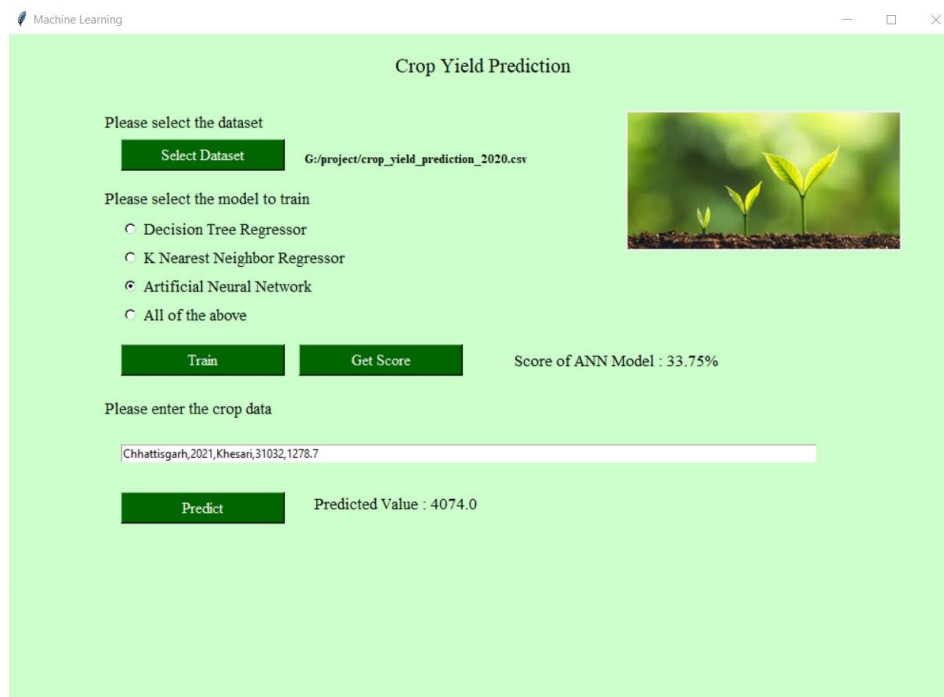 Machine Learning
Crop Yield Prediction
Please select the dataset
Select Dataset G:/project/crop_yield_prediction_2020.csv
Please select the model to train
Decision Tree Regressor
K Nearest Neighbor Regressor
Artificial Neural Network
All of the above
Train Get Score Score of ANN Model : 33.75%
Please enter the crop data
Chhattisgarh,2021,Khesari,31032,1278.7
Predict Predicted Value : 4074.0